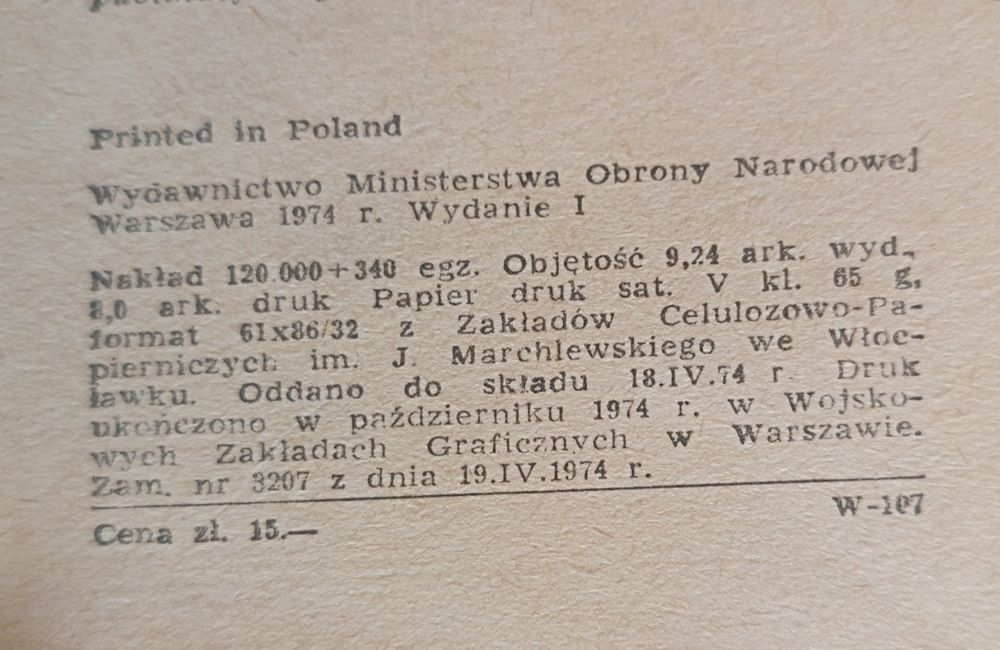 Printed in Poland
Wydawnictwo Ministerstwa Obrony Narodowej
Warszawa 1974 r. Wydanie I
Nakład 120.000+340 egz. Objętość 9,24 ark. wyd.,
8,0 ark. druk Papier druk sat. V kl. 65 g,
format 61x86/32 z Zakładów Celulozowo-Pa-
pierniczych im. J. Marchlewskiego we Włoc-
ławku. Oddano do składu 18.IV.74 r. Druk
ukończono w październiku 1974 r. w Wojsko-
wych Zakładach Graficznych w Warszawie.
Zam. nr 3207 z dnia 19.IV.1974 r.
W-107
Cena zł. 15.—